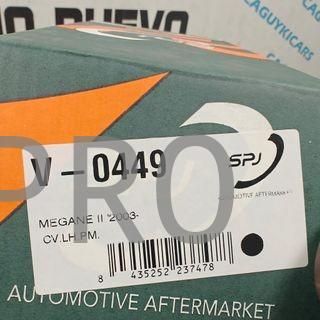 NUEVO
CAGUYKICARS
V-0449
SPJ
AUTOMOTIVE AFTERMARKET
PRO
MEGANE II '2003-
CV.LH.PM.
8 435252 237478
AUTOMOTIVE AFTERMARKET